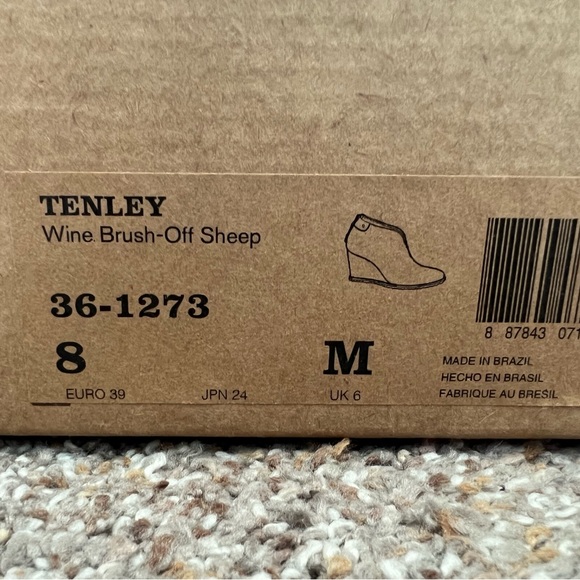 TENLEY
Wine Brush-Off Sheep
36-1273
8 M
EURO 39 JPN 24 UK 6
8 87843 071
MADE IN BRAZIL
HECHO EN BRASIL
FABRIQUE AU BRESIL